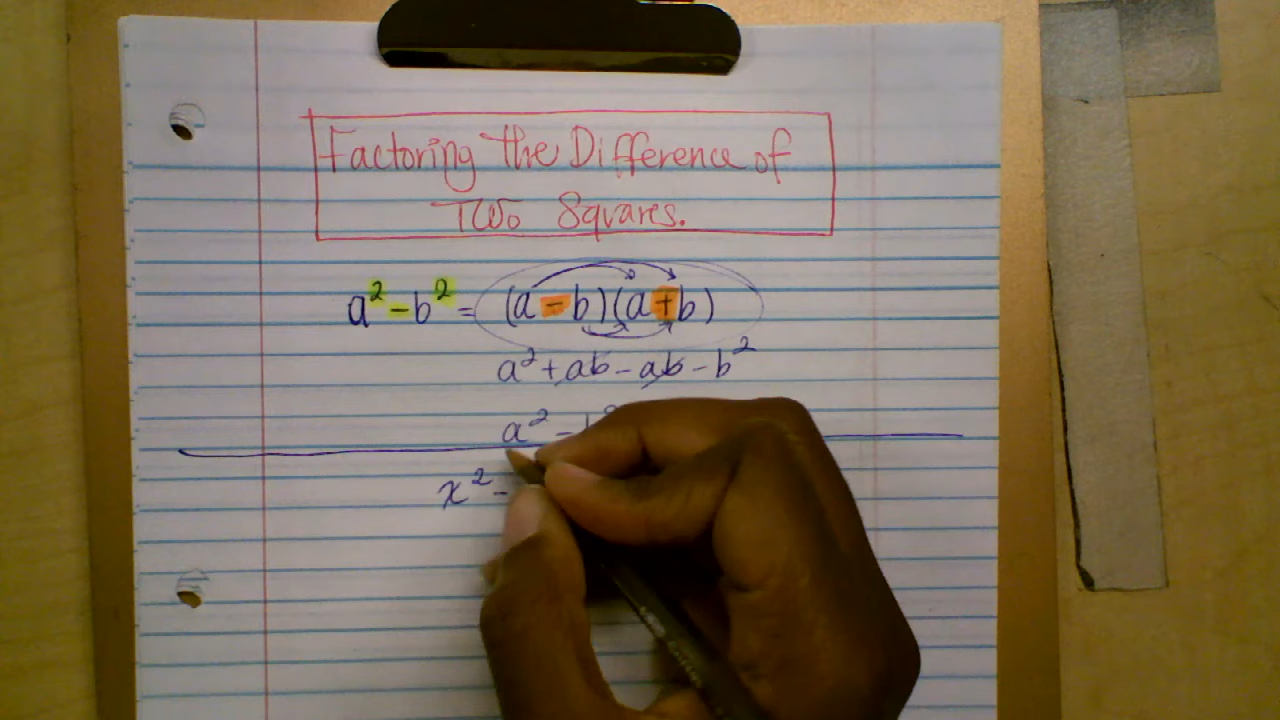 Factoring the Difference of
Two Squares.
a² - b² = (a - b)(a + b)
a² + ab - ab - b²
a² -
x² -